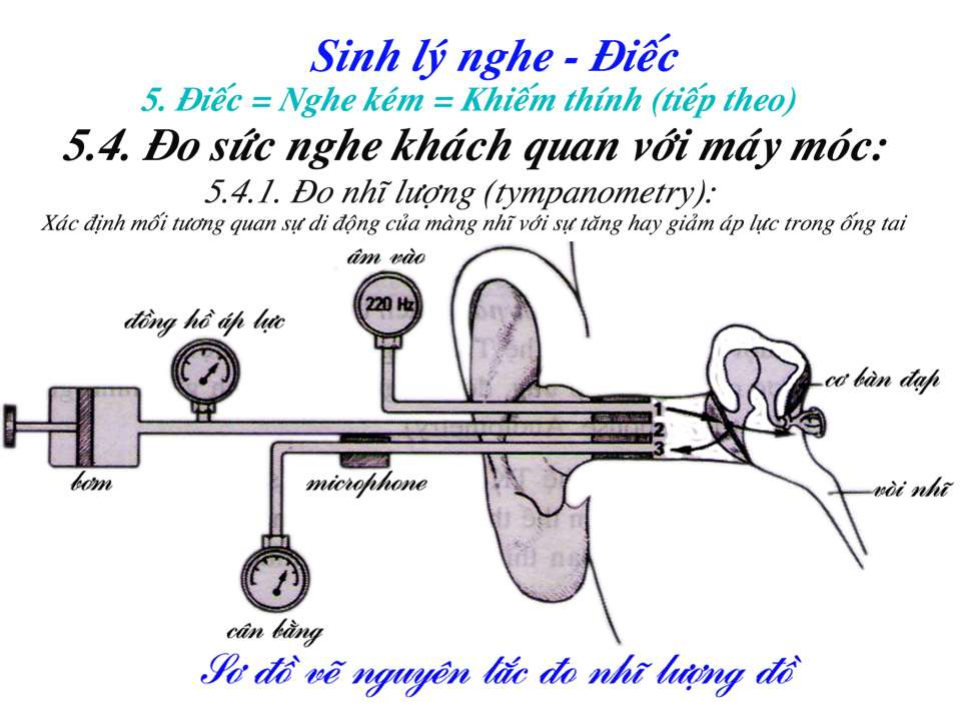 Sinh lý nghe - Điếc
5. Điếc = Nghe kém = Khiếm thính (tiếp theo)
5.4. Đo sức nghe khách quan với máy móc:
5.4.1. Đo nhĩ lượng (tympanometry):
Xác định mối tương quan sự di động của màng nhĩ với sự tăng hay giảm áp lực trong ống tai
âm vào
220 Hz
đồng hồ áp lực
cơ bàn đạp
1
2
3
bơm
microphone
vòi nhĩ
cân bằng
Sơ đồ vẽ nguyên tắc đo nhĩ lượng đồ